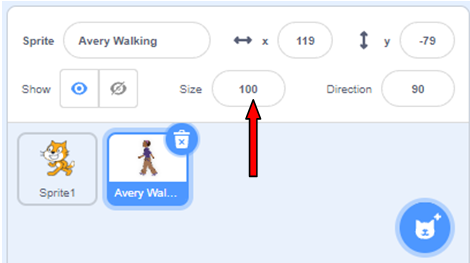 Sprite Avery Walking x 119 y -79
Show Size 100 Direction 90
Sprite1 Avery Wal...